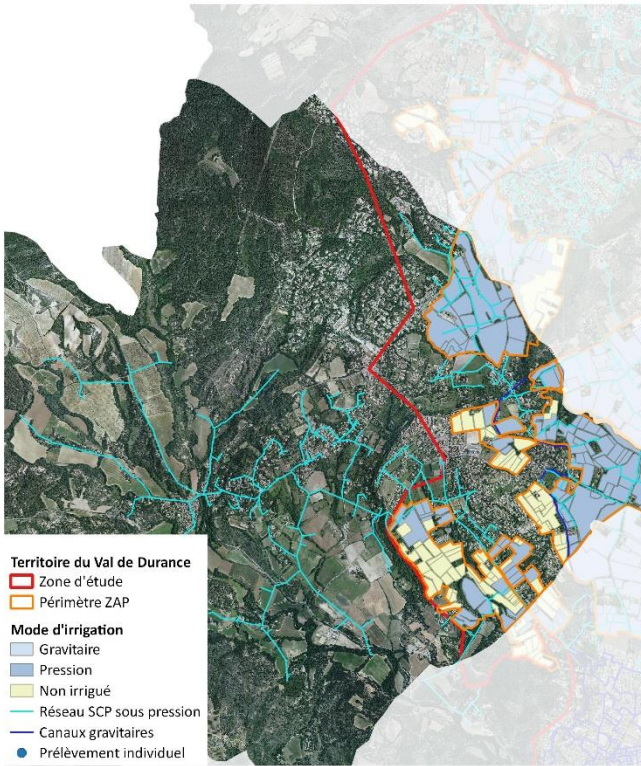 Territoire du Val de Durance
Zone d'étude
Périmètre ZAP
Mode d'irrigation
Gravitaire
Pression
Non irrigué
Réseau SCP sous pression
Canaux gravitaires
Prélèvement individuel